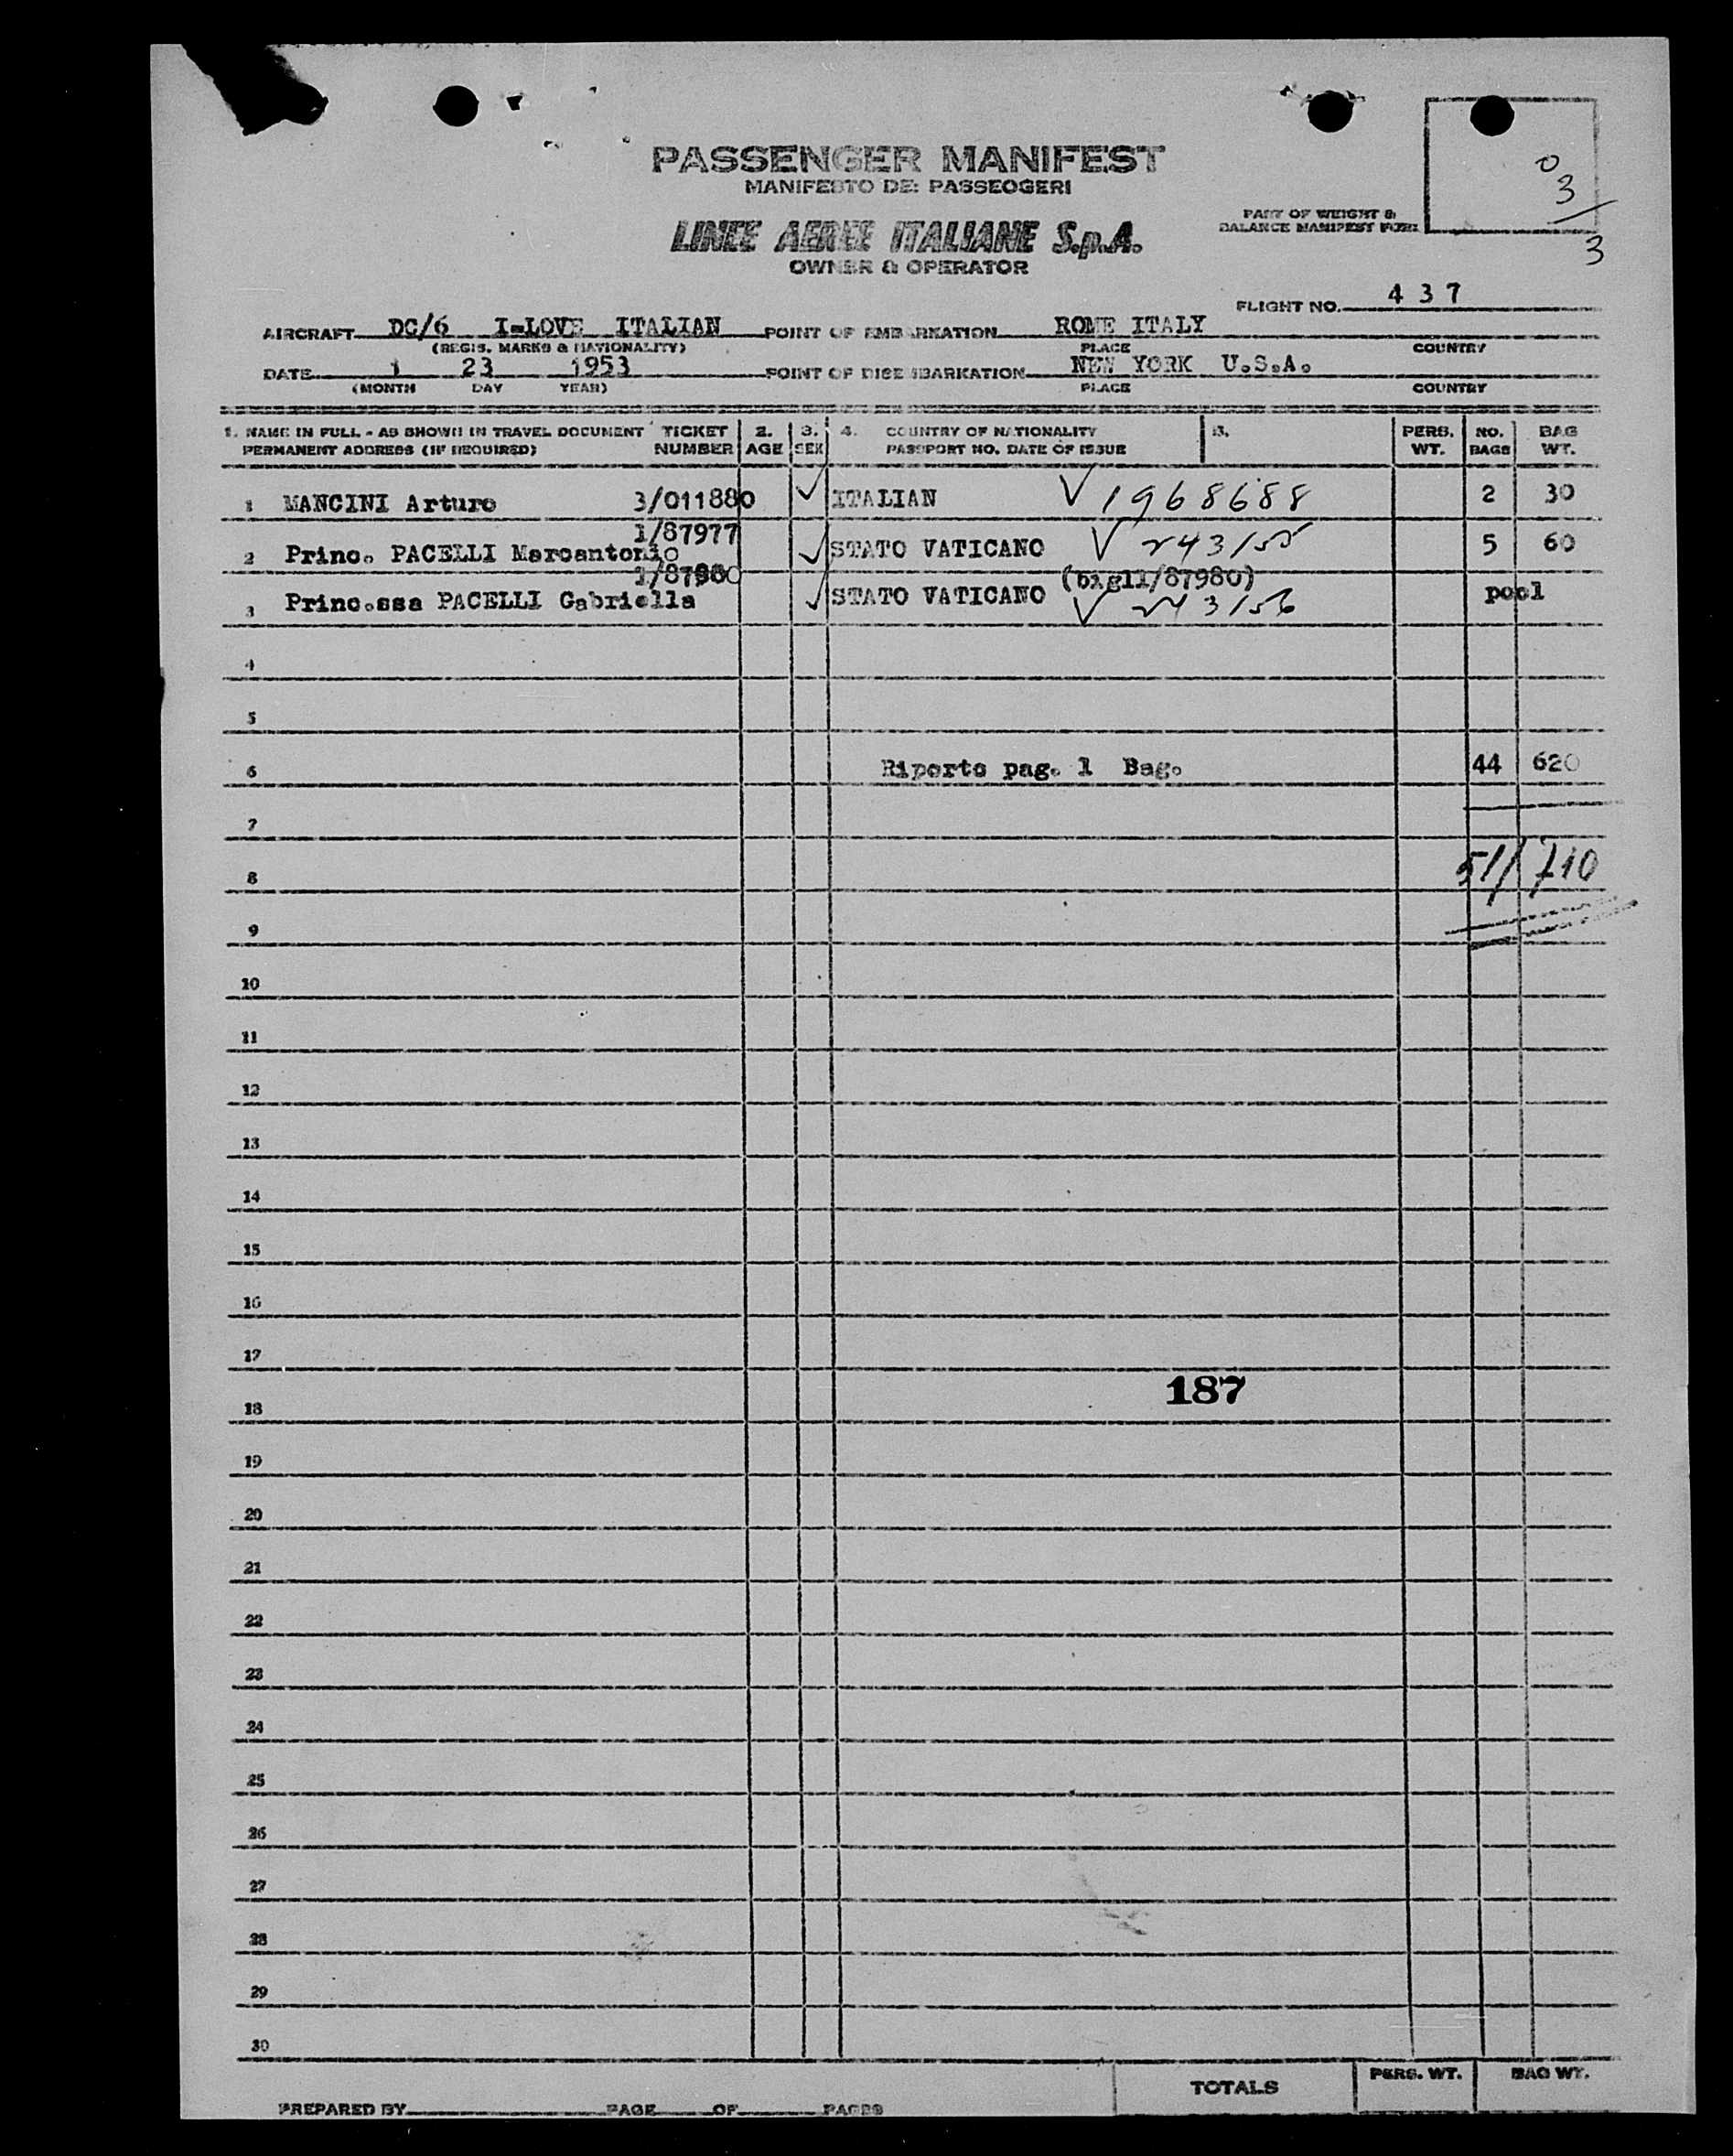 PASSENGER MANIFEST
MANIFESTO DEI PASSEGGERI
LINEE AEREE ITALIANE S.p.A.
OWNER & OPERATOR
PART OF WEIGHT &
BALANCE MANIFEST FORM
0
3
3
FLIGHT NO. 4 3 7
AIRCRAFT DC/6 I-LOVE ITALIAN POINT OF EMBARKATION ROME ITALY
(REGIS. MARKS & NATIONALITY) PLACE COUNTRY
DATE 1 23 1953 POINT OF DISEMBARKATION NEW YORK U.S.A.
(MONTH DAY YEAR) PLACE COUNTRY
1. NAME IN FULL - AS SHOWN IN TRAVEL DOCUMENT TICKET 2. 3. 4. COUNTRY OF NATIONALITY 5. PERS. NO. BAG
PERMANENT ADDRESS (IF REQUIRED) NUMBER AGE SEX PASSPORT NO. DATE OF ISSUE WT. BAGS WT.
1 MANCINI Arturo 3/011880 ✓ ITALIAN ✓ 1968688 2 30
1/87977
2 Princ. PACELLI Marcantonio ✓ STATO VATICANO ✓ 243155 5 60
1/87980 (bigl1/87980)
3 Princ.ssa PACELLI Gabriella ✓ STATO VATICANO ✓ 243156 pool
4
5
6 Riporto pag. 1 Bag. 44 620
7
8 51/ 710
9
10
11
12
13
14
15
16
17
187
18
19
20
21
22
23
24
25
26
27
28
29
30
TOTALS PERS. WT. BAG WT.
PREPARED BY PAGE OF PAGES